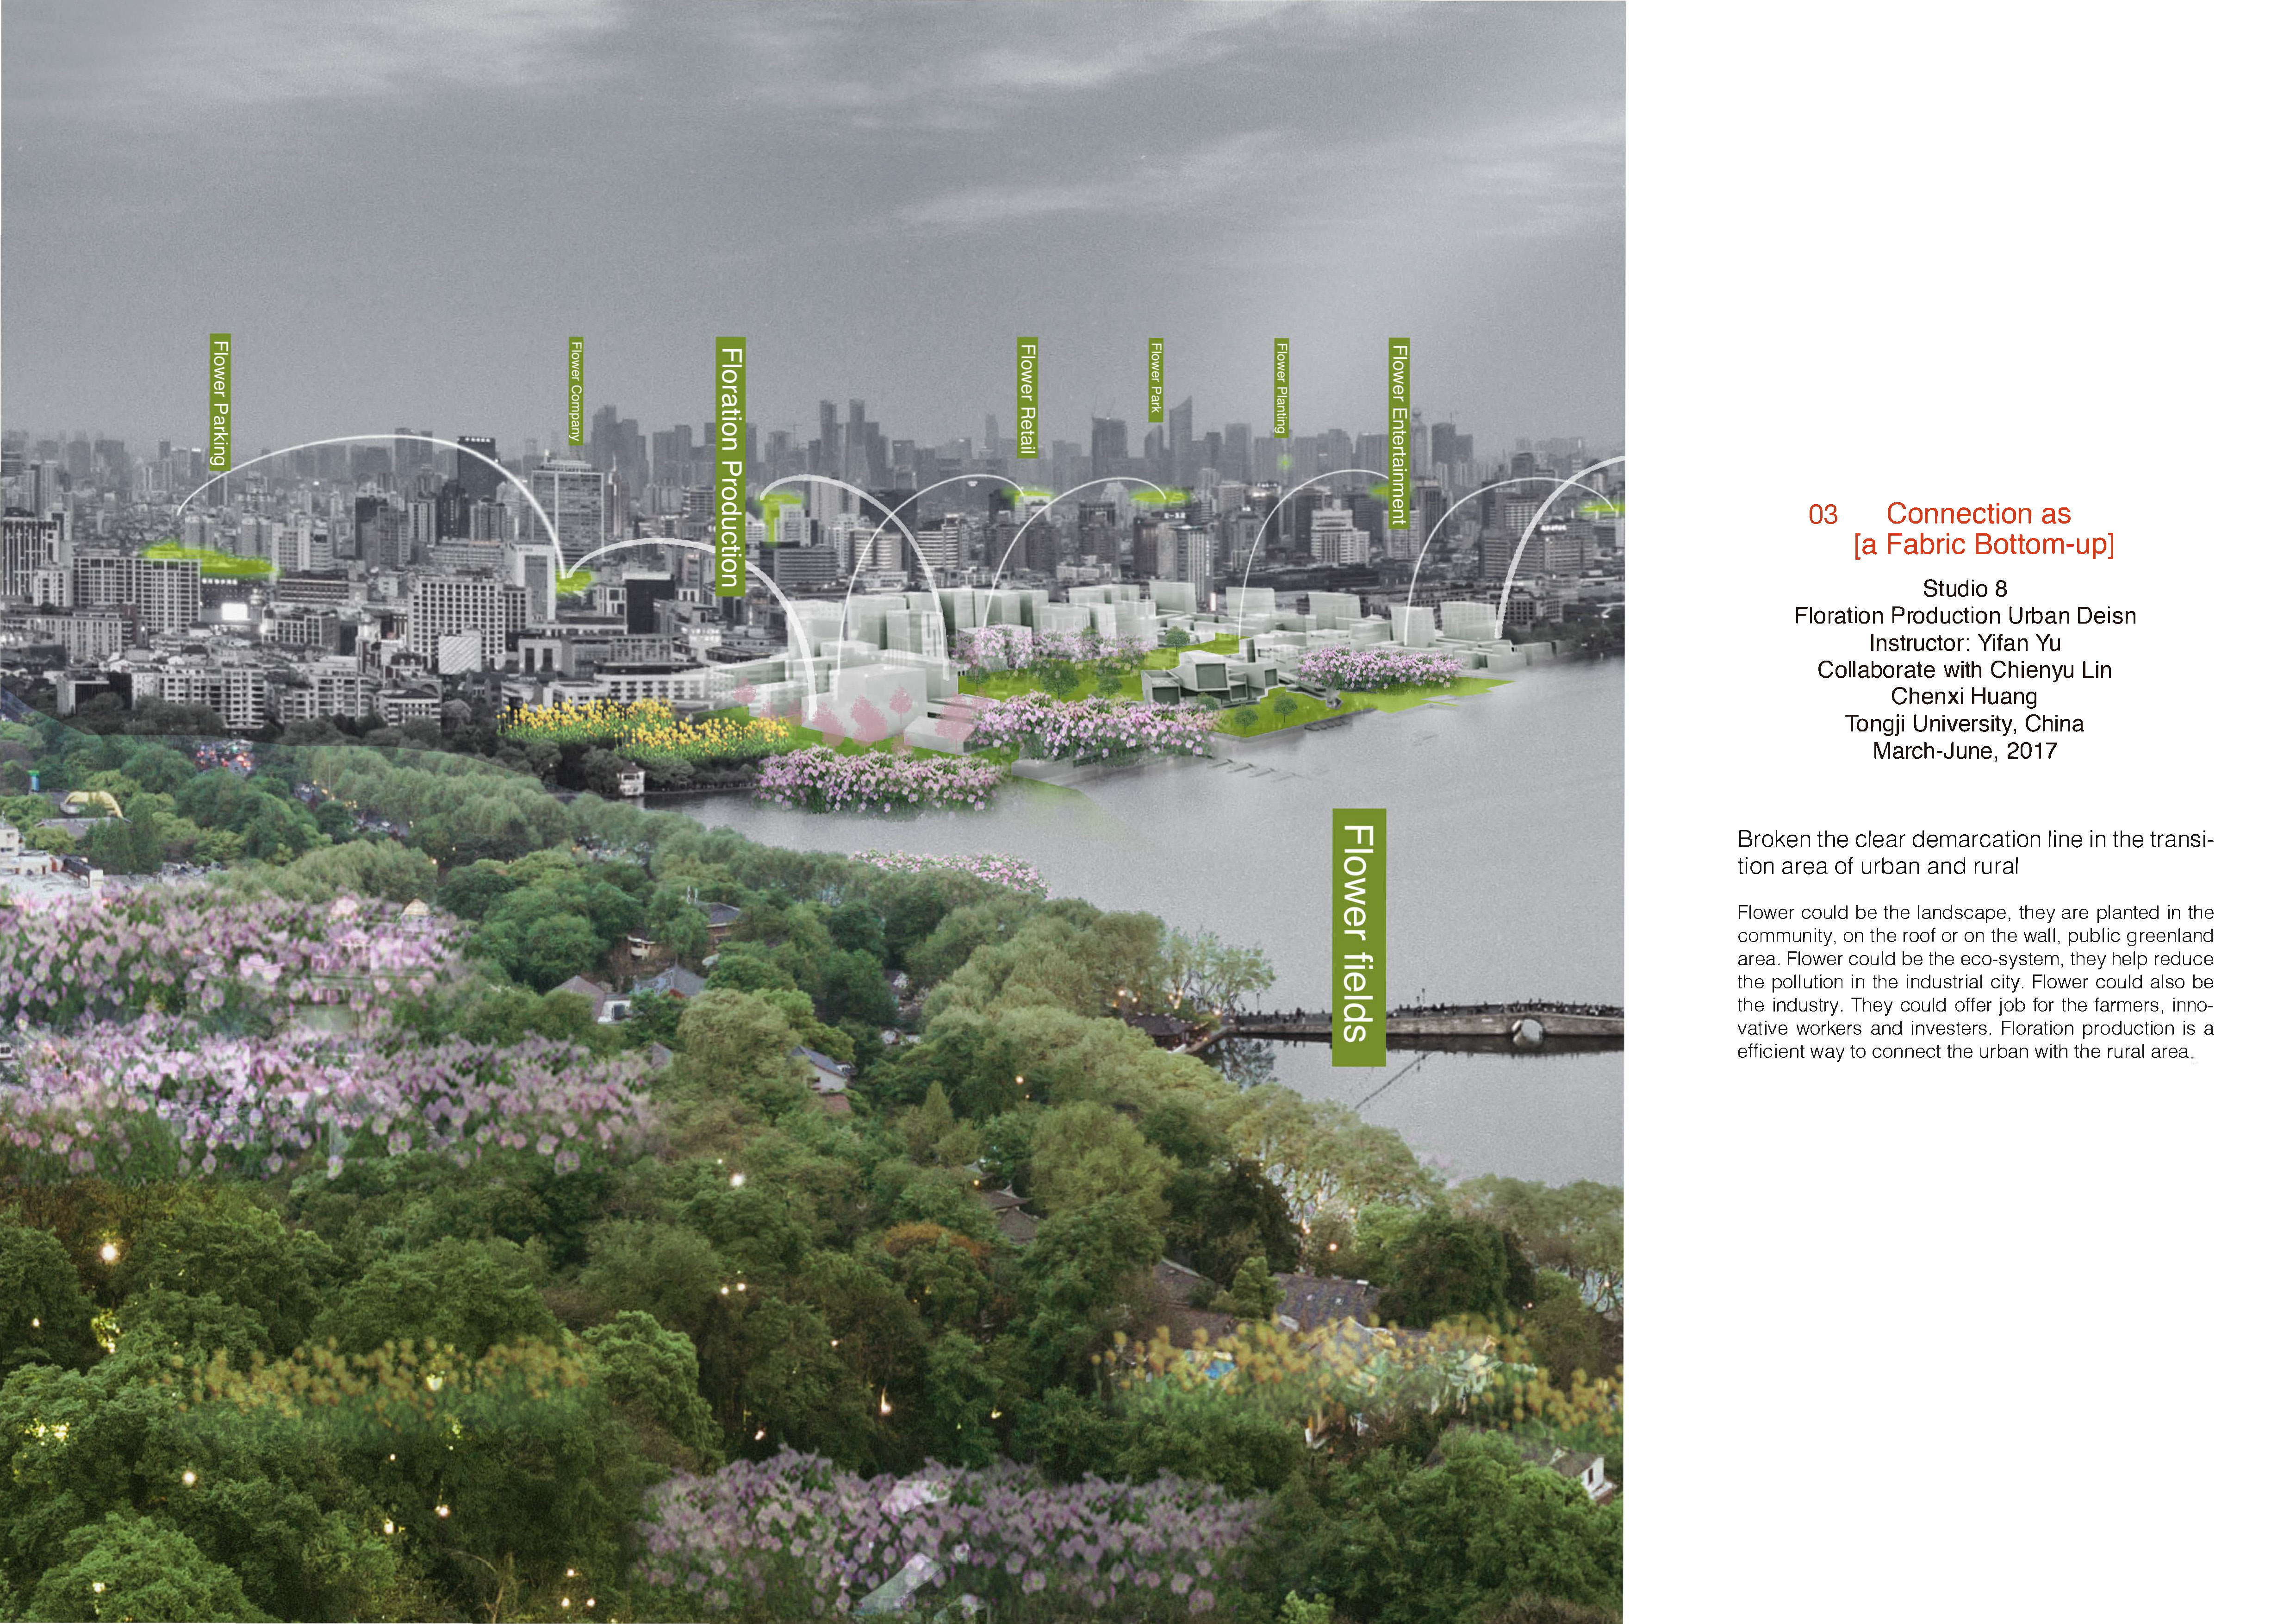 Flower Parking
Flower Company
Floration Production
Flower Retail
Flower Park
Flower Planting
Flower Entertainment
Flower fields
03 Connection as
[a Fabric Bottom-up]
Studio 8
Floration Production Urban Deisn
Instructor: Yifan Yu
Collaborate with Chienyu Lin
Chenxi Huang
Tongji University, China
March-June, 2017
Broken the clear demarcation line in the transi-
tion area of urban and rural
Flower could be the landscape, they are planted in the
community, on the roof or on the wall, public greenland
area. Flower could be the eco-system, they help reduce
the pollution in the industrial city. Flower could also be
the industry. They could offer job for the farmers, inno-
vative workers and investers. Floration production is a
efficient way to connect the urban with the rural area.